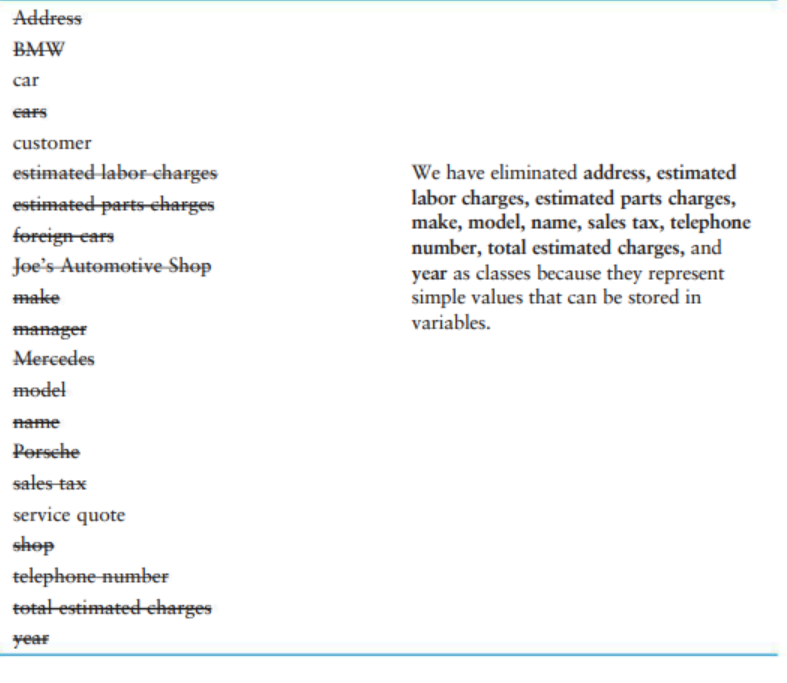 Address
BMW
car
cars
customer
estimated labor charges
estimated parts charges
foreign cars
Joe's Automotive Shop
make
manager
Mercedes
model
name
Porsche
sales tax
service quote
shop
telephone number
total estimated charges
year
We have eliminated address, estimated
labor charges, estimated parts charges,
make, model, name, sales tax, telephone
number, total estimated charges, and
year as classes because they represent
simple values that can be stored in
variables.